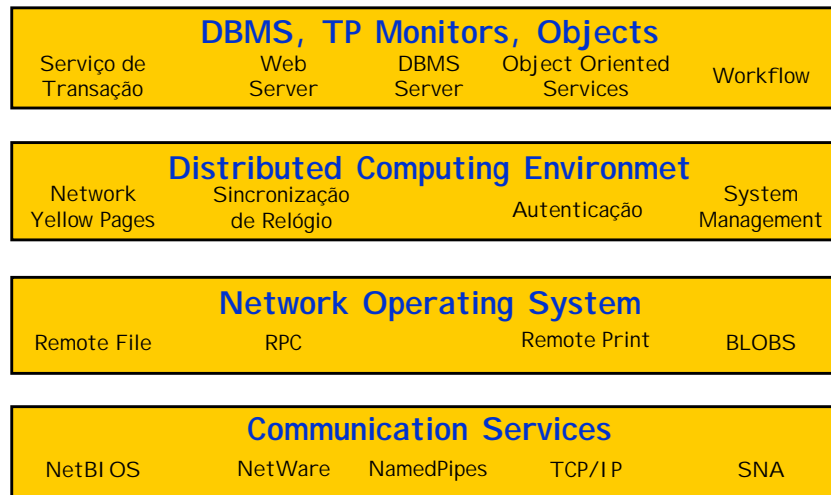 DBMS, TP Monitors, Objects
Serviço de Transação
Web Server
DBMS Server
Object Oriented Services
Workflow
Distributed Computing Environmet
Network Yellow Pages
Sincronização de Relógio
Autenticação
System Management
Network Operating System
Remote File
RPC
Remote Print
BLOBS
Communication Services
NetBIOS
NetWare
NamedPipes
TCP/IP
SNA